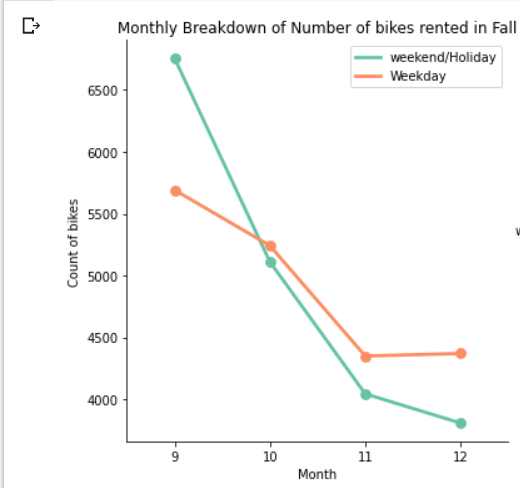 Monthly Breakdown of Number of bikes rented in Fall
weekend/Holiday
Weekday
6500
6000
5500
5000
4500
4000
Count of bikes
w
9 10 11 12
Month